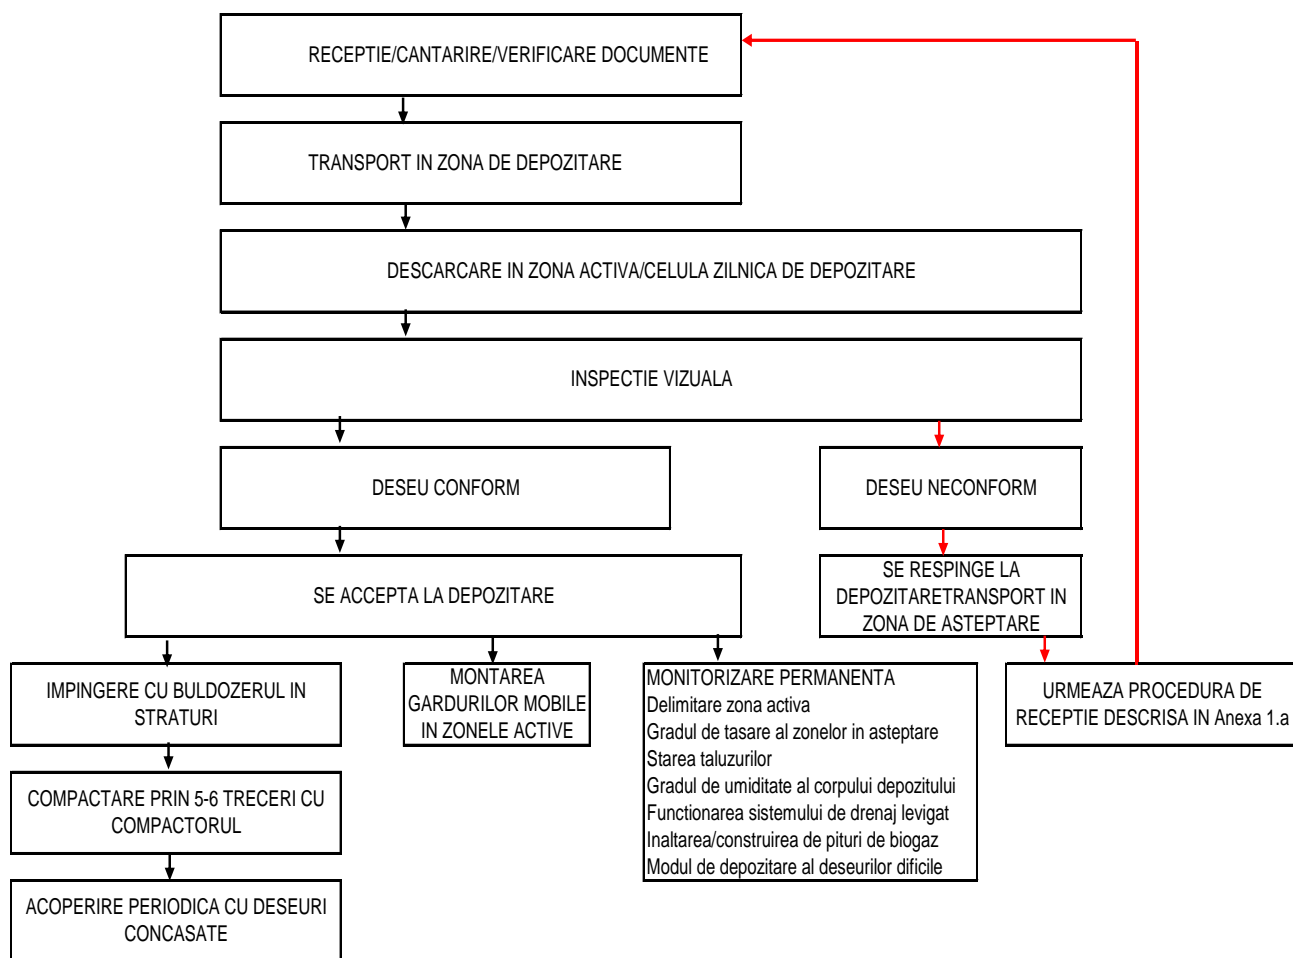 RECEPTIE/CANTARIRE/VERIFICARE DOCUMENTE
TRANSPORT IN ZONA DE DEPOZITARE
DESCARCARE IN ZONA ACTIVA/CELULA ZILNICA DE DEPOZITARE
INSPECTIE VIZUALA
DESEU CONFORM
DESEU NECONFORM
SE ACCEPTA LA DEPOZITARE
SE RESPINGE LA
DEPOZITARETRANSPORT IN
ZONA DE ASTEPTARE
IMPINGERE CU BULDOZERUL IN
STRATURI
MONTAREA
GARDURILOR MOBILE
IN ZONELE ACTIVE
MONITORIZARE PERMANENTA
Delimitare zona activa
Gradul de tasare al zonelor in asteptare
Starea taluzurilor
Gradul de umiditate al corpului depozitului
Functionarea sistemului de drenaj levigat
Inaltarea/construirea de pituri de biogaz
Modul de depozitare al deseurilor dificile
URMEAZA PROCEDURA DE
RECEPTIE DESCRISA IN Anexa 1.a
COMPACTARE PRIN 5-6 TRECERI CU
COMPACTORUL
ACOPERIRE PERIODICA CU DESEURI
CONCASATE